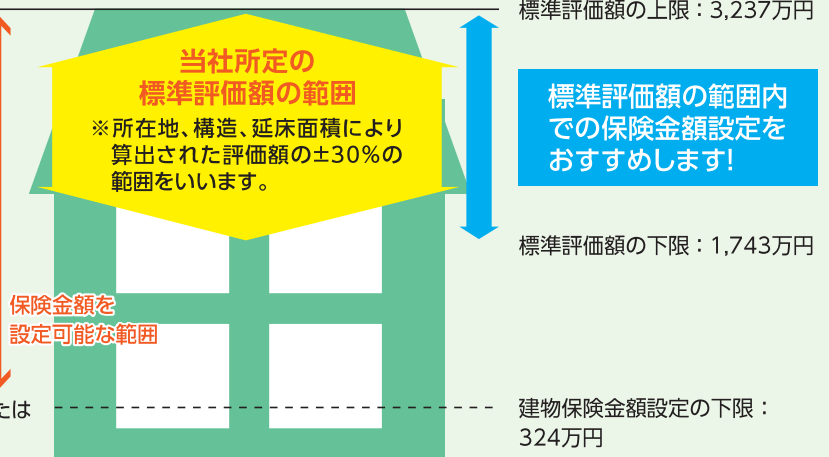 標準評価額の上限：3,237万円
当社所定の
標準評価額の範囲
※所在地、構造、延床面積により
算出された評価額の±30%の
範囲をいいます。
標準評価額の範囲内
での保険金額設定を
おすすめします!
標準評価額の下限：1,743万円
保険金額を
設定可能な範囲
たは
建物保険金額設定の下限：
324万円